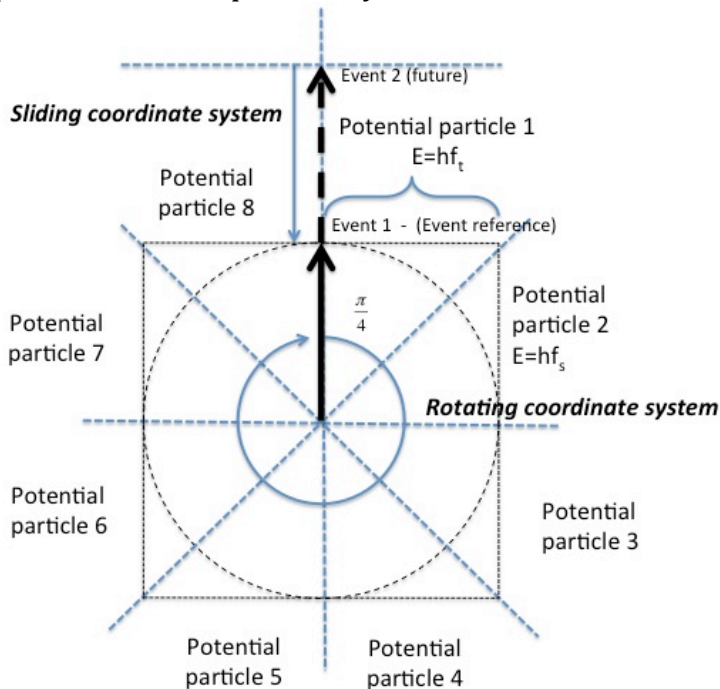 Event 2 (future)
Sliding coordinate system
Potential particle 1
E=hf_t
Potential
particle 8
Event 1 - (Event reference)
π
4
Potential
particle 2
E=hf_s
Potential
particle 7
Rotating coordinate system
Potential
particle 6
Potential
particle 3
Potential
particle 5
Potential
particle 4